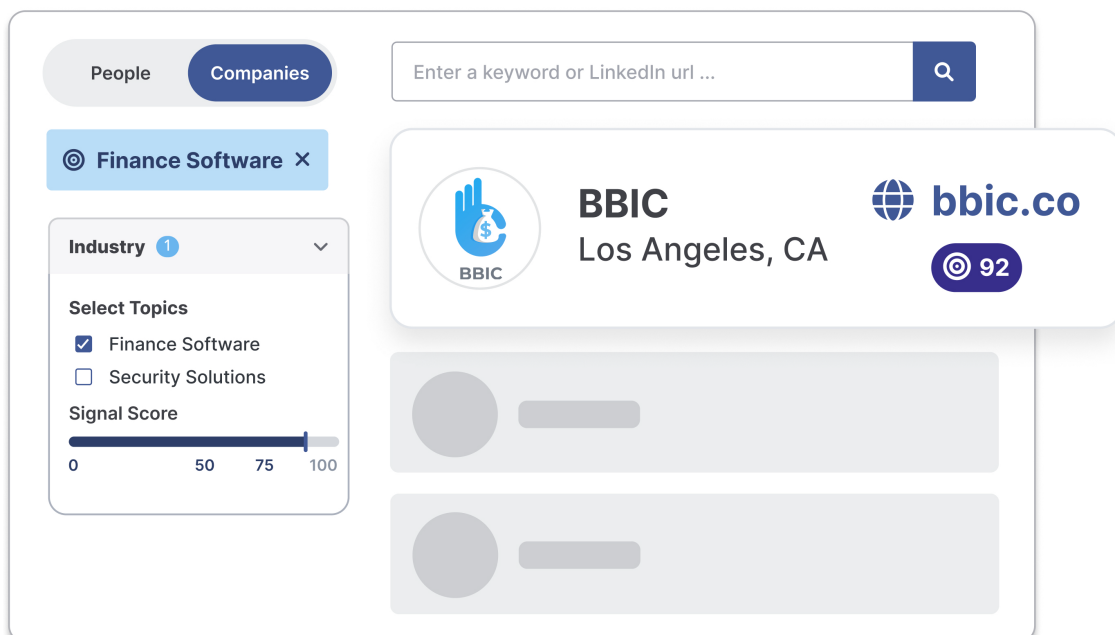 People
Companies
Enter a keyword or LinkedIn url ...
Finance Software
Industry 1
Select Topics
Finance Software
Security Solutions
Signal Score
0 50 75 100
$
BBIC
BBIC
Los Angeles, CA
bbic.co
92